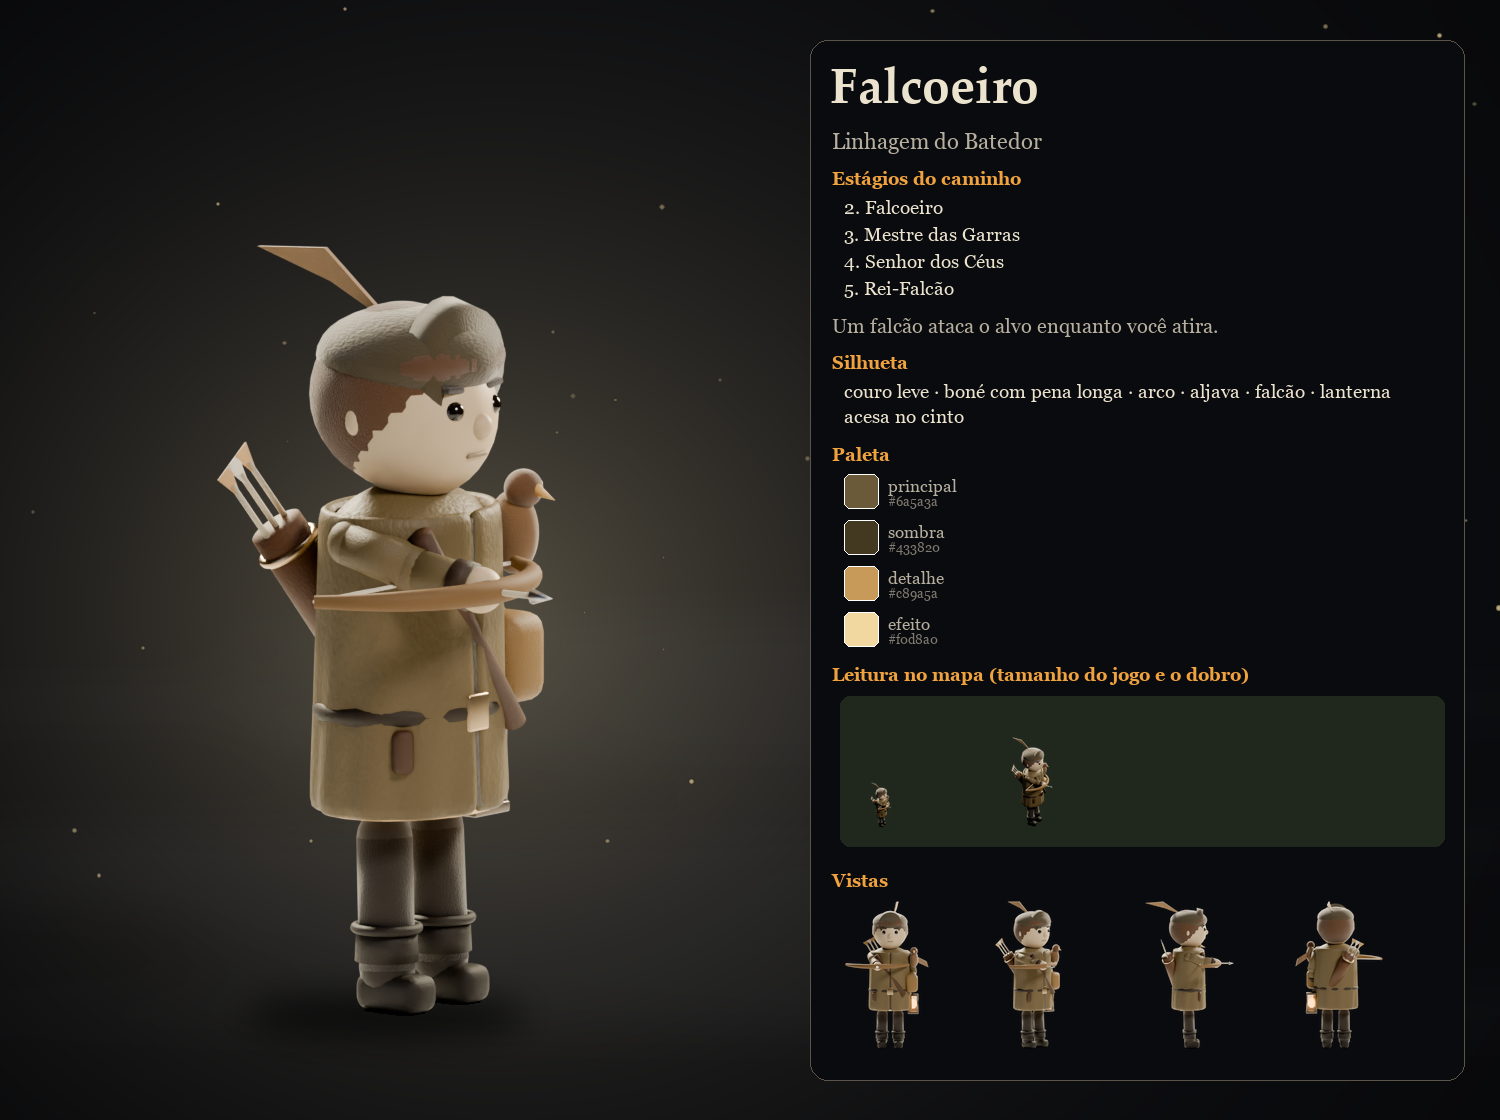 Falcoeiro
Linhagem do Batedor
Estágios do caminho
2. Falcoeiro
3. Mestre das Garras
4. Senhor dos Céus
5. Rei-Falcão
Um falcão ataca o alvo enquanto você atira.
Silhueta
couro leve · boné com pena longa · arco · aljava · falcão · lanterna
acesa no cinto
Paleta
principal
#6a5a3a
sombra
#433820
detalhe
#c89a5a
efeito
#f0d8a0
Leitura no mapa (tamanho do jogo e o dobro)
Vistas